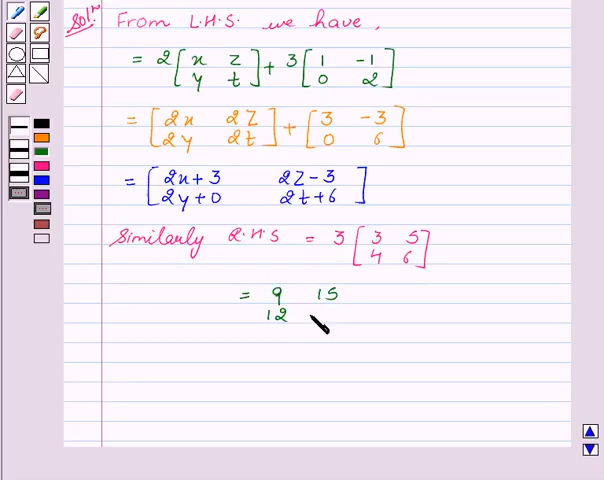 Solⁿ From L.H.S. we have,
= 2 [ x z
y t ] + 3 [ 1 -1
0 2 ]
= [ 2x 2z
2y 2t ] + [ 3 -3
0 6 ]
= [ 2x+3 2z-3
2y+0 2t+6 ]
Similarly R.H.S = 3 [ 3 5
4 6 ]
= 9 15
12